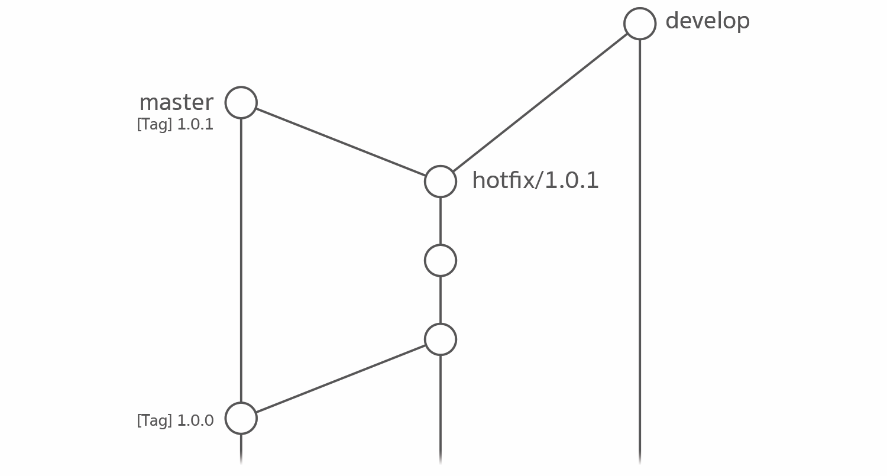 develop
master
[Tag] 1.0.1
hotfix/1.0.1
[Tag] 1.0.0